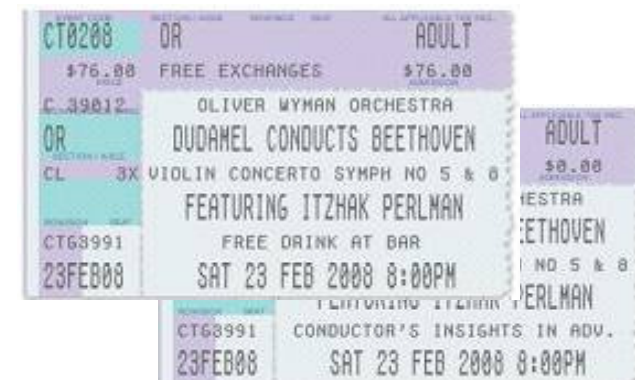 CT0208 OR ADULT
$76.00 FREE EXCHANGES $76.00
C 39012 OLIVER WYMAN ORCHESTRA
OR DUDAMEL CONDUCTS BEETHOVEN
CL 3X VIOLIN CONCERTO SYMPH NO 5 & 8
FEATURING ITZHAK PERLMAN
CT63991 FREE DRINK AT BAR
23FEB08 SAT 23 FEB 2008 8:00PM
ADULT
$0.00
HESTRA
EETHOVEN
NO 5 & 8
FEATURING ITZHAK PERLMAN
CT63991 CONDUCTOR'S INSIGHTS IN ADV.
23FEB08 SAT 23 FEB 2008 8:00PM